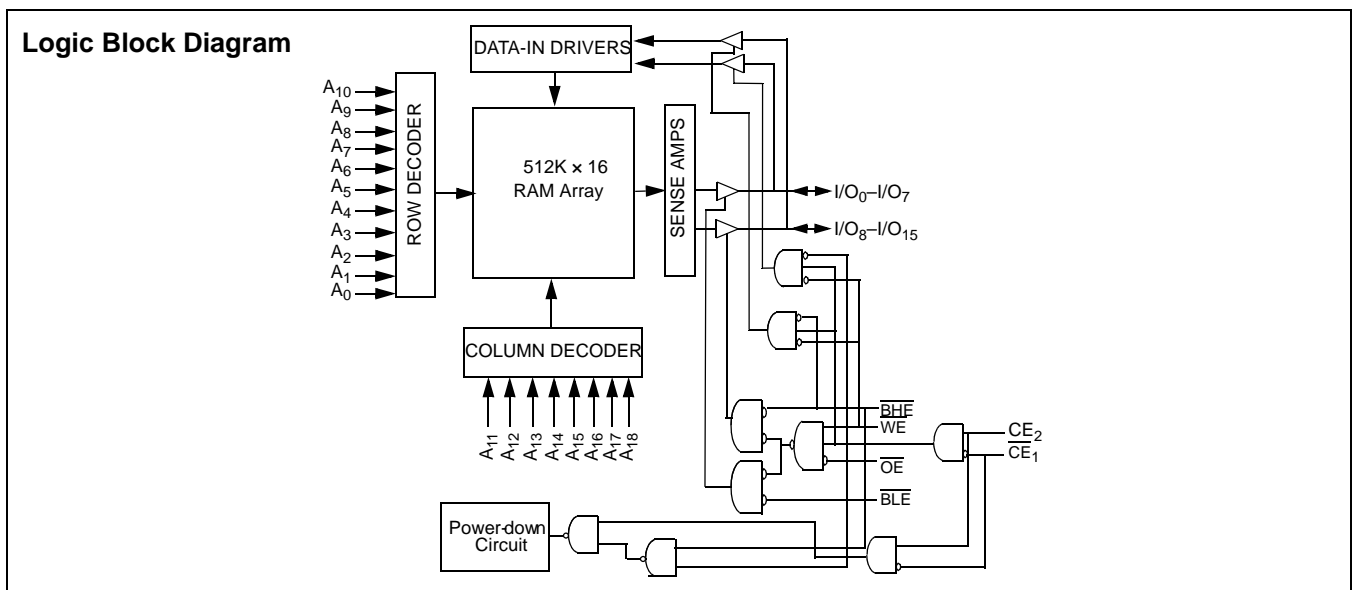 Logic Block Diagram
DATA-IN DRIVERS
A10
A9
A8
A7
A6
A5
A4
A3
A2
A1
A0
ROW DECODER
512K × 16
RAM Array
SENSE AMPS
I/O0–I/O7
I/O8–I/O15
COLUMN DECODER
A11
A12
A13
A14
A15
A16
A17
A18
BHE
WE
CE2
CE1
OE
BLE
Power-down
Circuit